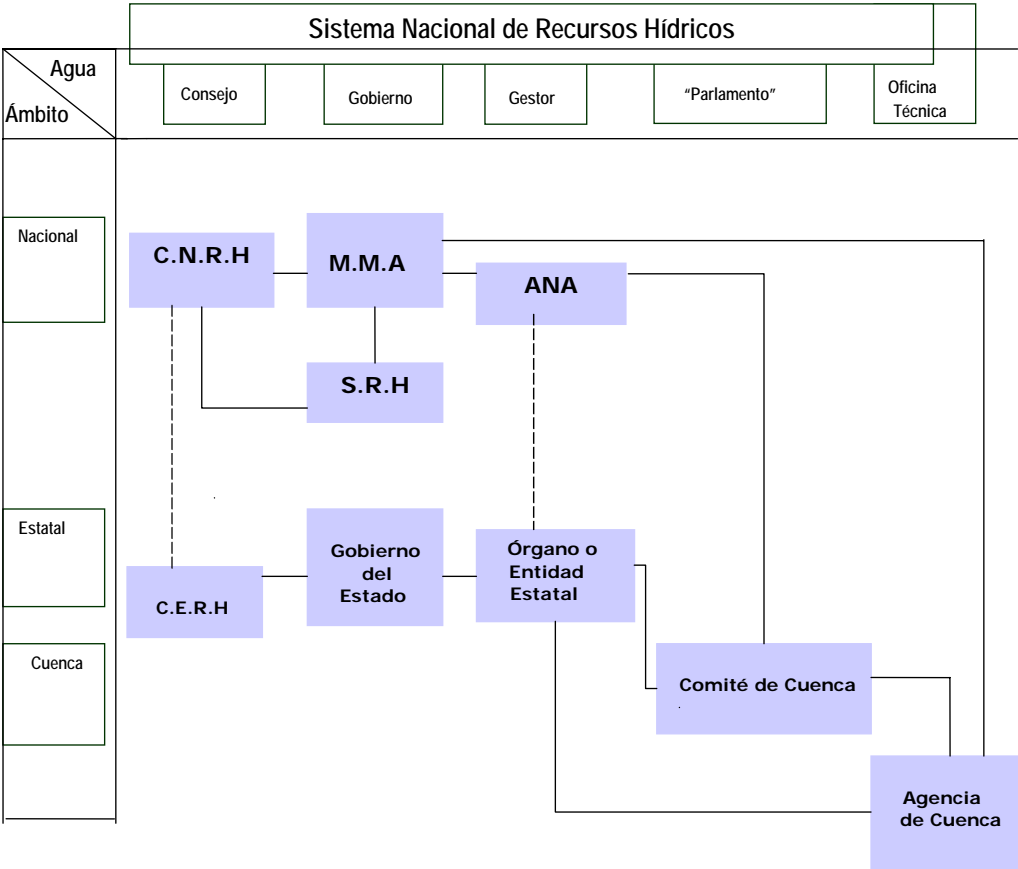 Sistema Nacional de Recursos Hídricos
Agua
Ámbito
Consejo
Gobierno
Gestor
“Parlamento”
Oficina
Técnica
Nacional
C.N.R.H
M.M.A
ANA
S.R.H
Estatal
C.E.R.H
Gobierno
del
Estado
Órgano o
Entidad
Estatal
Cuenca
Comité de Cuenca
Agencia
de Cuenca